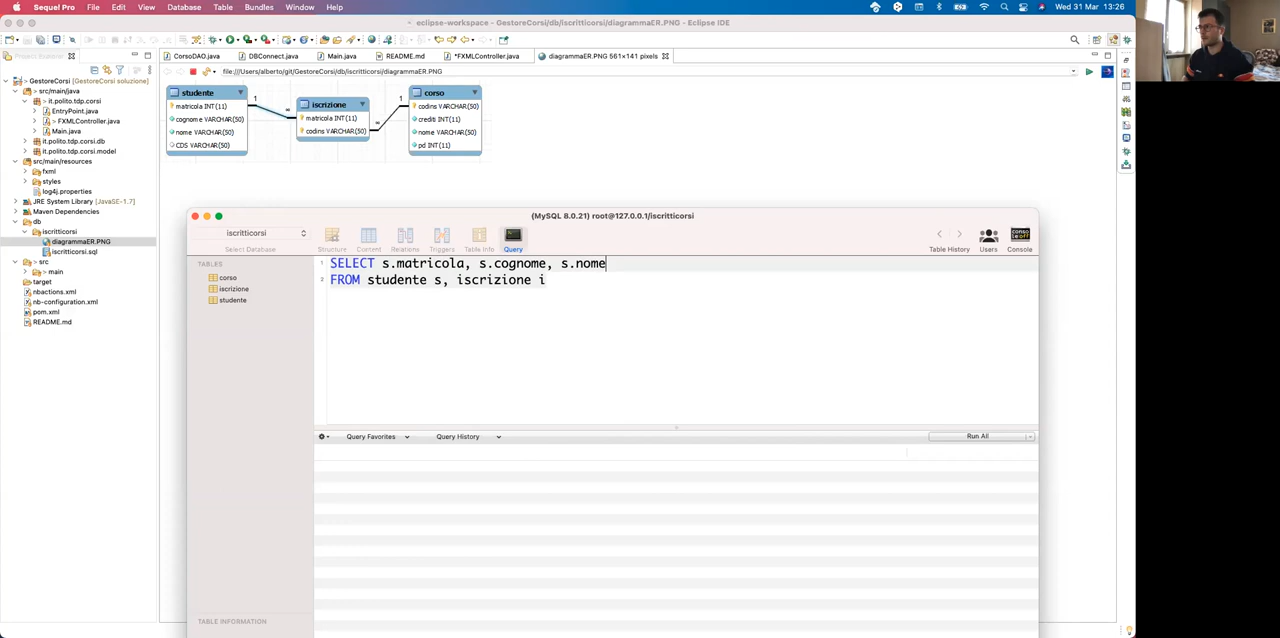 Sequel Pro File Edit View Database Table Bundles Window Help
Wed 31 Mar 13:26
eclipse-workspace - GestoreCorsi/db/iscritticorsi/diagrammaER.PNG - Eclipse IDE
Project Explorer
CorsoDAO.java
DBConnect.java
Main.java
README.md
*FXMLController.java
diagrammaER.PNG 561×141 pixels
file:///Users/alberto/git/GestoreCorsi/db/iscritticorsi/diagrammaER.PNG
> GestoreCorsi (GestoreCorsi soluzione)
> src/main/java
> it.polito.tdp.corsi
> EntryPoint.java
> FXMLController.java
Main.java
it.polito.tdp.corsi.db
it.polito.tdp.corsi.model
src/main/resources
fxml
styles
log4j.properties
JRE System Library [JavaSE-1.7]
Maven Dependencies
db
iscritticorsi
diagrammaER.PNG
iscritticorsi.sql
> src
> main
target
nbactions.xml
nb-configuration.xml
pom.xml
README.md
studente
matricola INT(11)
cognome VARCHAR(50)
nome VARCHAR(50)
CDS VARCHAR(50)
1
∞
iscrizione
matricola INT(11)
codins VARCHAR(50)
∞
1
corso
codins VARCHAR(50)
crediti INT(11)
nome VARCHAR(50)
pd INT(11)
(MySQL 8.0.21) root@127.0.0.1/iscritticorsi
iscritticorsi
Select Database
Structure
Content
Relations
Triggers
Table Info
Query
Table History
Users
Console
TABLES
corso
iscrizione
studente
1 SELECT s.matricola, s.cognome, s.nome
2 FROM studente s, iscrizione i
Query Favorites
Query History
Run All
TABLE INFORMATION